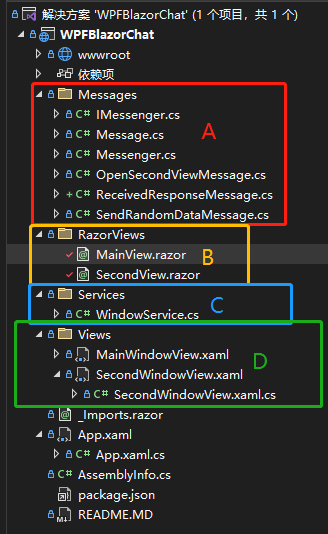 解决方案 'WPFBlazorChat' (1 个项目，共 1 个)
WPFBlazorChat
wwwroot
依赖项
Messages
C# IMessenger.cs
C# Message.cs
A
C# Messenger.cs
C# OpenSecondViewMessage.cs
C# ReceivedResponseMessage.cs
C# SendRandomDataMessage.cs
RazorViews
MainView.razor
B
SecondView.razor
Services
C
C# WindowService.cs
Views
MainWindowView.xaml
D
SecondWindowView.xaml
C# SecondWindowView.xaml.cs
_Imports.razor
App.xaml
C# App.xaml.cs
C# AssemblyInfo.cs
package.json
README.MD